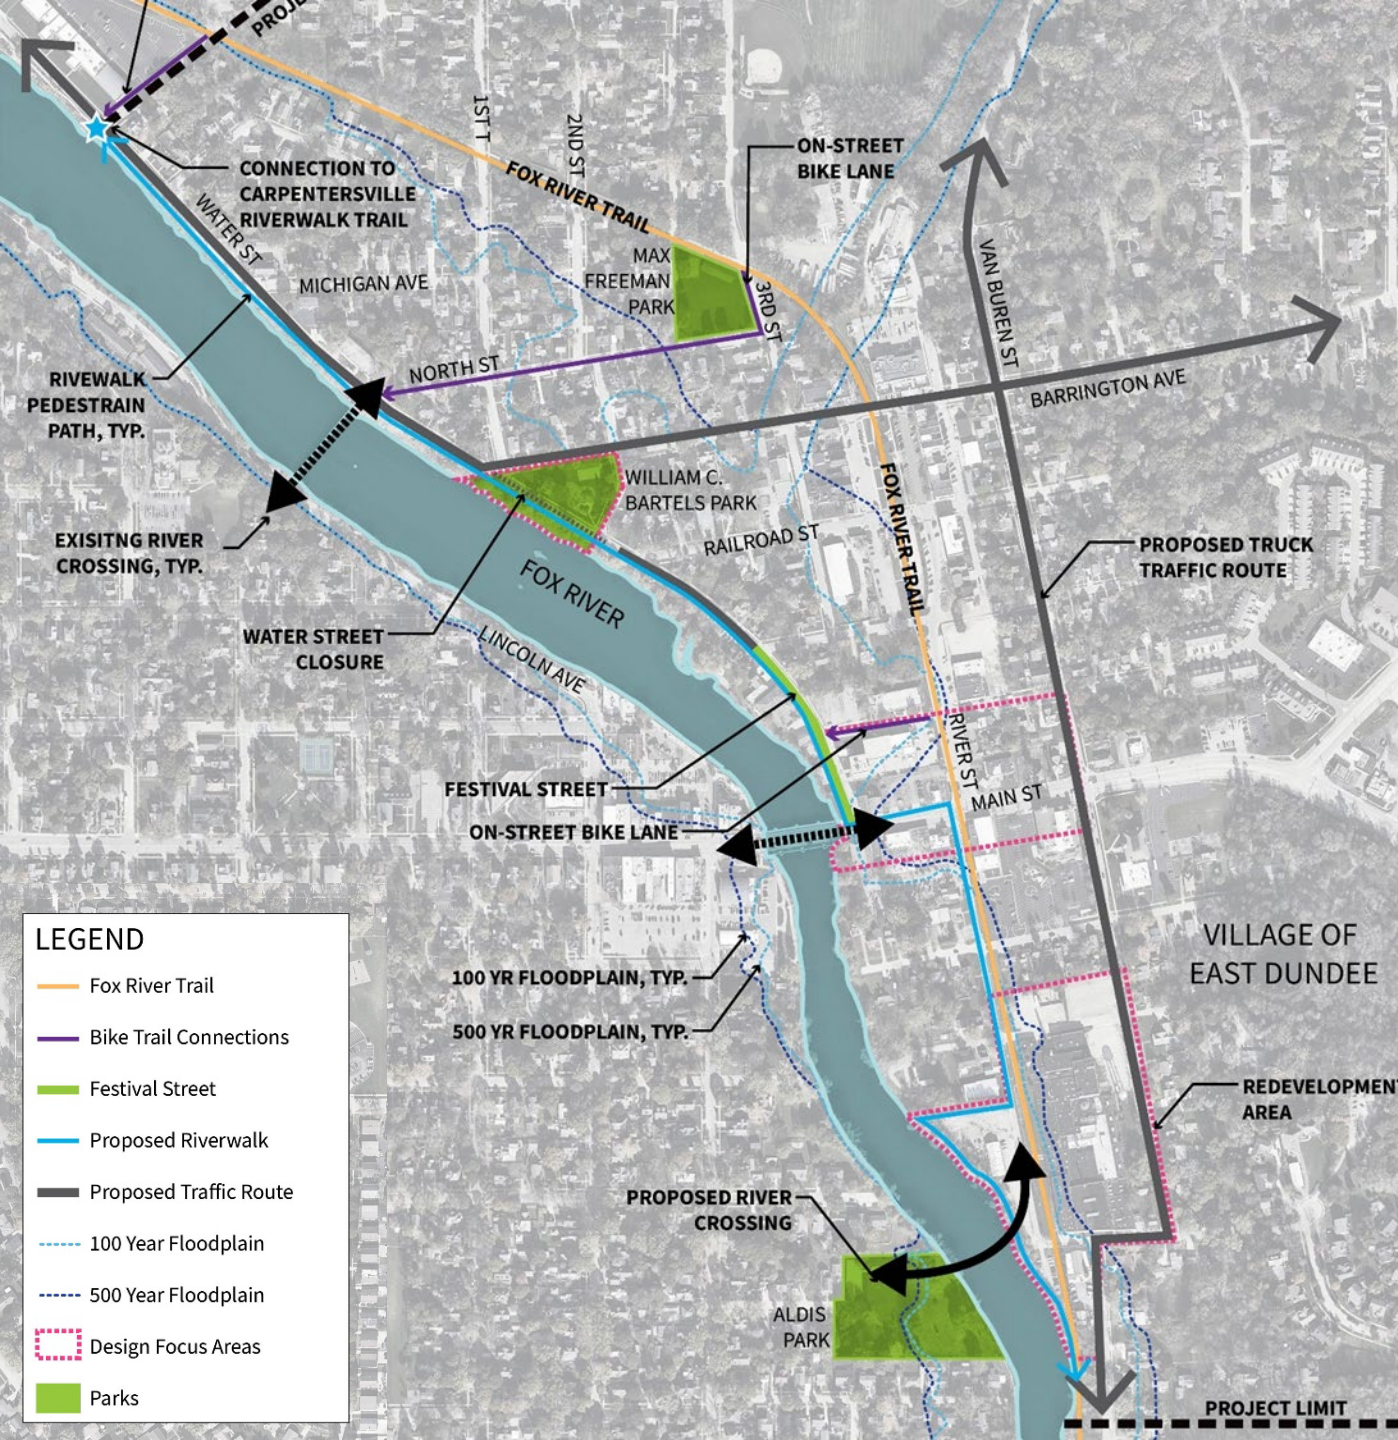 PROJE
1ST T
2ND ST
ON-STREET
BIKE LANE
CONNECTION TO
CARPENTERSVILLE
RIVERWALK TRAIL
FOX RIVER TRAIL
WATER ST
MICHIGAN AVE
MAX
FREEMAN
PARK
3RD ST
VAN BUREN ST
NORTH ST
BARRINGTON AVE
RIVEWALK
PEDESTRAIN
PATH, TYP.
WILLIAM C.
BARTELS PARK
FOX RIVER TRAIL
EXISITNG RIVER
CROSSING, TYP.
RAILROAD ST
PROPOSED TRUCK
TRAFFIC ROUTE
FOX RIVER
WATER STREET
CLOSURE
LINCOLN AVE
RIVER ST
FESTIVAL STREET
MAIN ST
ON-STREET BIKE LANE
VILLAGE OF
EAST DUNDEE
100 YR FLOODPLAIN, TYP.
500 YR FLOODPLAIN, TYP.
REDEVELOPMEN
AREA
PROPOSED RIVER
CROSSING
ALDIS
PARK
PROJECT LIMIT
LEGEND
Fox River Trail
Bike Trail Connections
Festival Street
Proposed Riverwalk
Proposed Traffic Route
100 Year Floodplain
500 Year Floodplain
Design Focus Areas
Parks